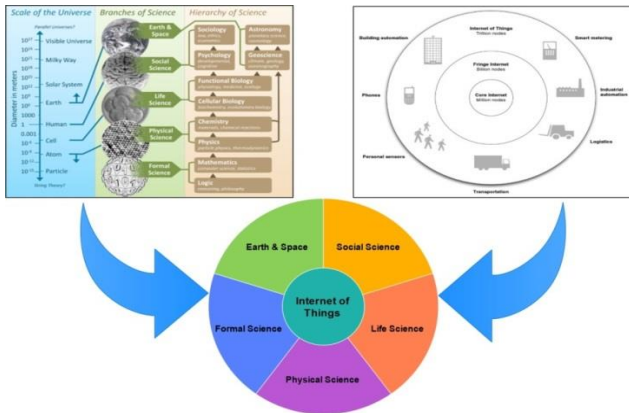 Scale of the Universe
Branches of Science
Hierarchy of Science
Parallel Universes?
Visible Universe
Milky-Way
Solar System
Earth
Human
Cell
Atom
Particle
String Theory?
Diameter in meters
1000
1
0.001
Earth & Space
Social Science
Life Science
Physical Science
Formal Science
Sociology
Astronomy
Psychology
Geoscience
Functional Biology
Cellular Biology
Chemistry
Physics
Mathematics
Logic
Internet of Things
Trillion nodes
Fringe Internet
Billion nodes
Core Internet
Million nodes
Building automation
Smart metering
Phones
Industrial automation
Logistics
Personal sensors
Transportation
Earth & Space
Social Science
Internet of
Things
Formal Science
Life Science
Physical Science